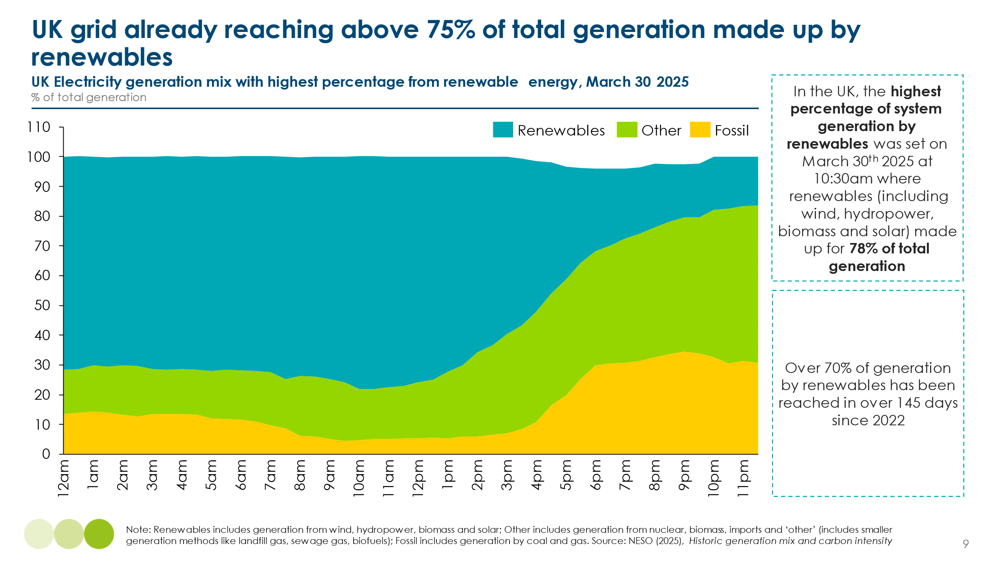 UK grid already reaching above 75% of total generation made up by
renewables
UK Electricity generation mix with highest percentage from renewable energy, March 30 2025
% of total generation
Renewables
Other
Fossil
110
100
90
80
70
60
50
40
30
20
10
0
12am
1am
2am
3am
4am
5am
6am
7am
8am
9am
10am
11am
12pm
1pm
2pm
3pm
4pm
5pm
6pm
7pm
8pm
9pm
10pm
11pm
In the UK, the highest
percentage of system
generation by
renewables was set on
March 30th 2025 at
10:30am where
renewables (including
wind, hydropower,
biomass and solar) made
up for 78% of total
generation
Over 70% of generation
by renewables has been
reached in over 145 days
since 2022
Note: Renewables includes generation from wind, hydropower, biomass and solar; Other includes generation from nuclear, biomass, imports and ‘other’ (includes smaller
generation methods like landfill gas, sewage gas, biofuels); Fossil includes generation by coal and gas. Source: NESO (2025), Historic generation mix and carbon intensity
9